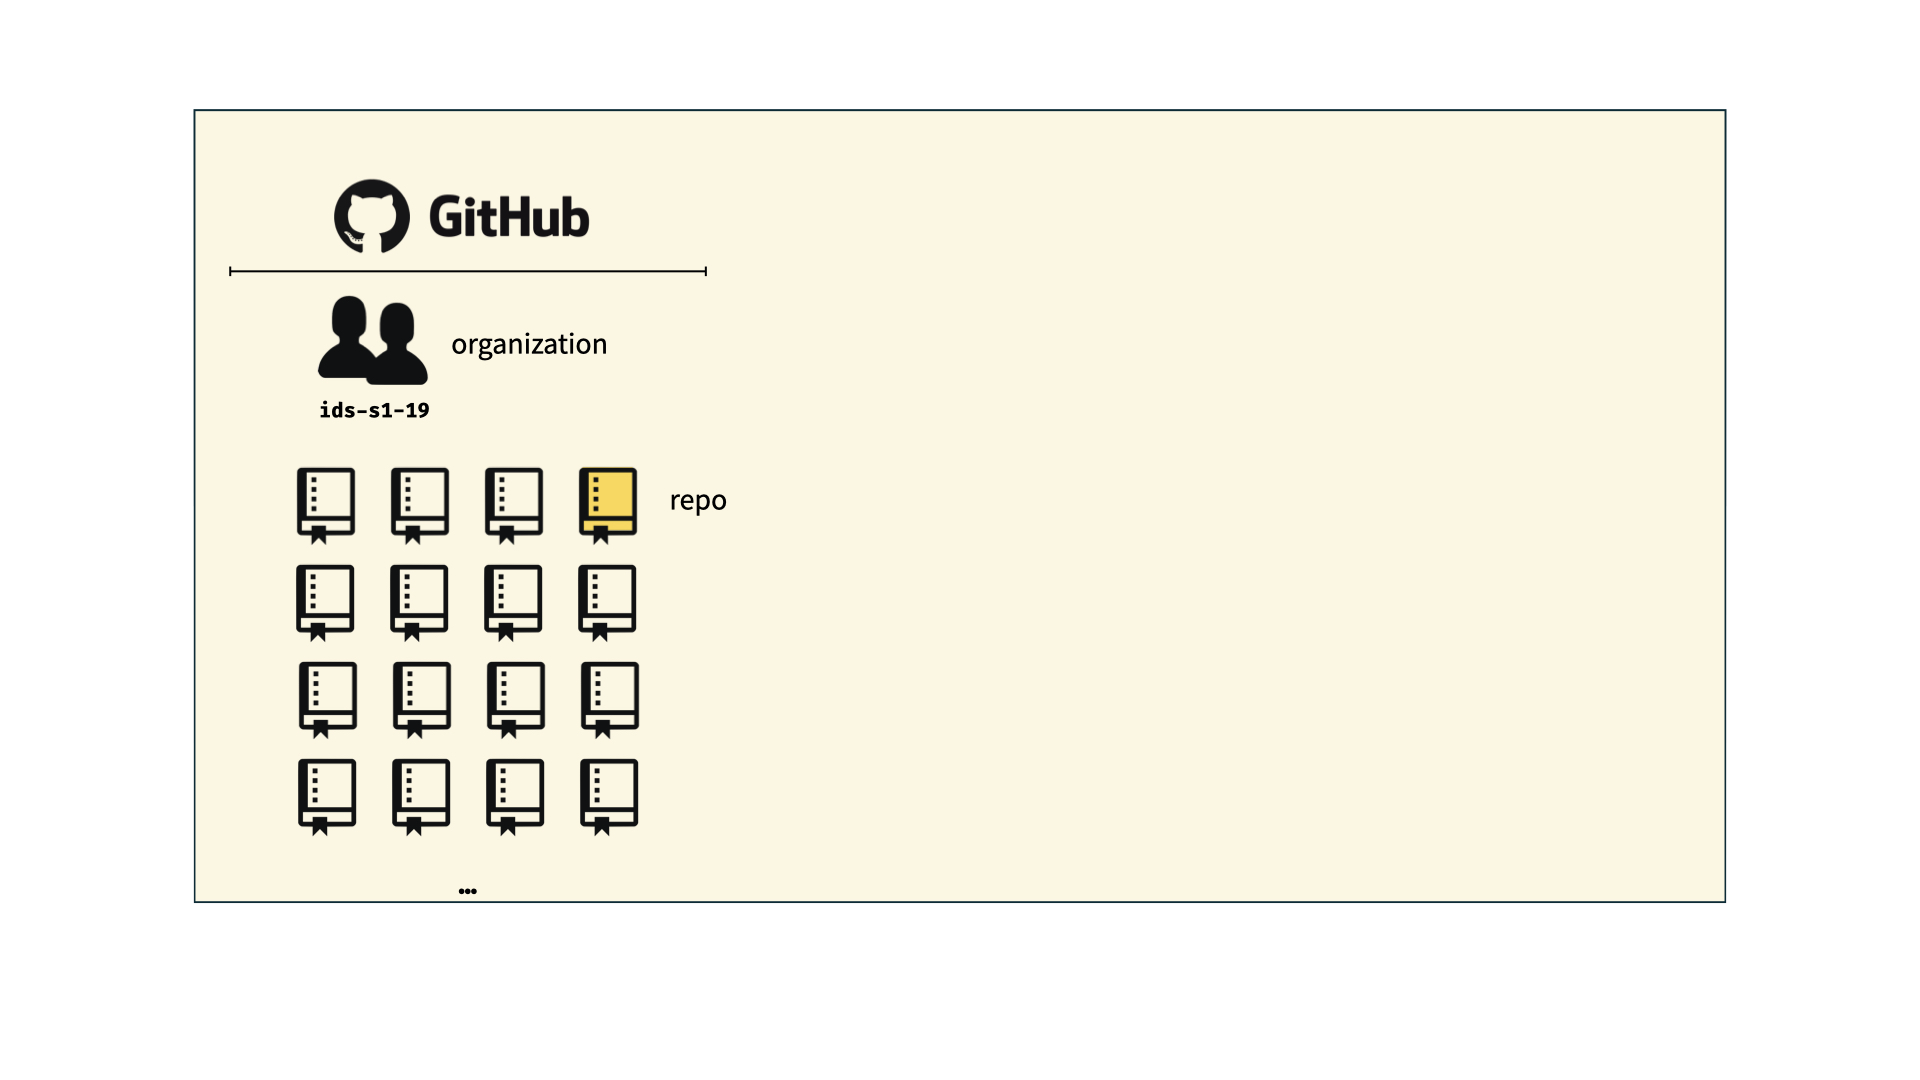 GitHub
organization
ids-s1-19
repo
...